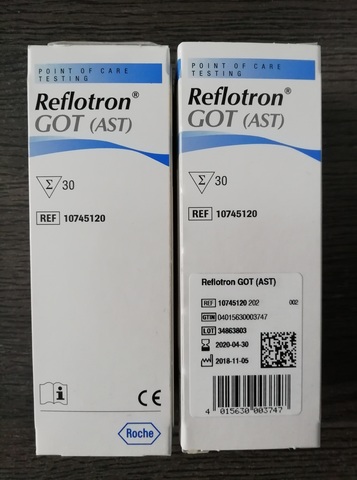 POINT OF CARE
TESTING
Reflotron®
GOT (AST)
Σ 30
REF 10745120
i
CE
Roche
POINT OF CARE
TESTING
Reflotron®
GOT (AST)
Σ 30
REF 10745120
Reflotron GOT (AST)
REF 10745120 202 002
GTIN 04015630003747
LOT 34863803
2020-04-30
2018-11-05
4 015630 003747